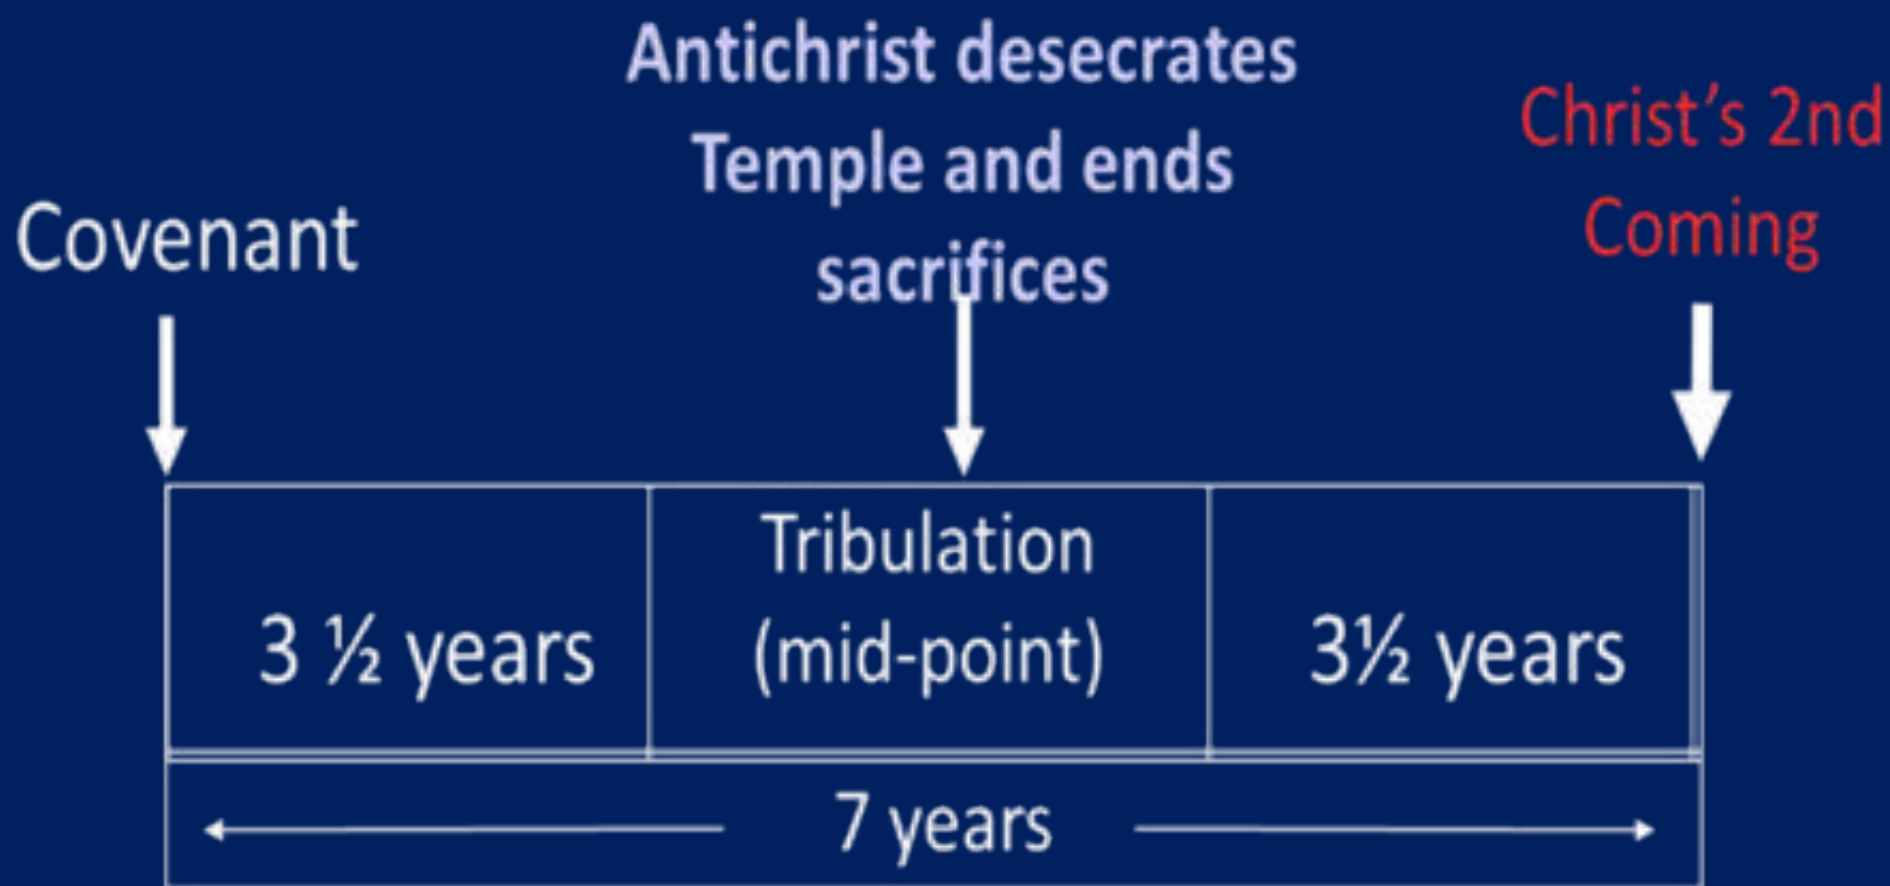 Antichrist desecrates
Temple and ends
sacrifices
Christ’s 2nd
Coming
Covenant
3 ½ years
Tribulation
(mid-point)
3½ years
7 years